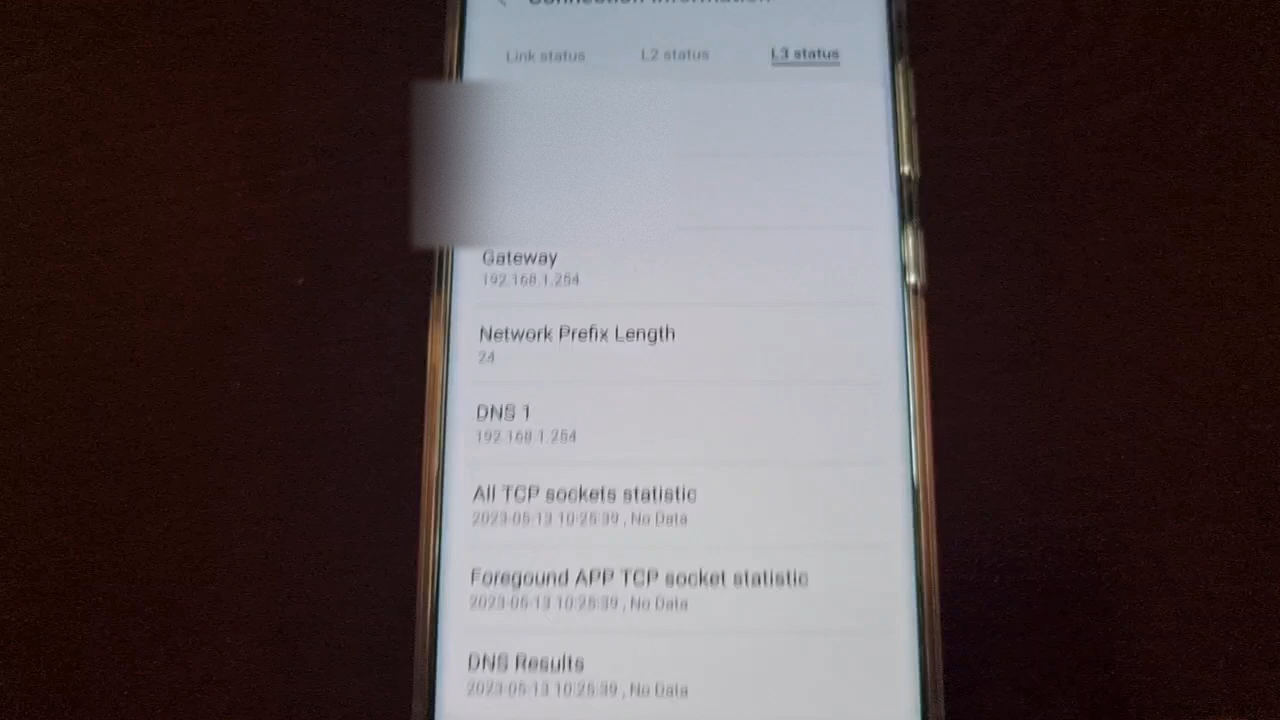 Connection information
Link status L2 status L3 status
Gateway
192.168.1.254
Network Prefix Length
24
DNS 1
192.168.1.254
All TCP sockets statistic
2023-05-13 10:25:39 , No Data
Foregound APP TCP socket statistic
2023-05-13 10:25:39 , No Data
DNS Results
2023-05-13 10:25:39 , No Data